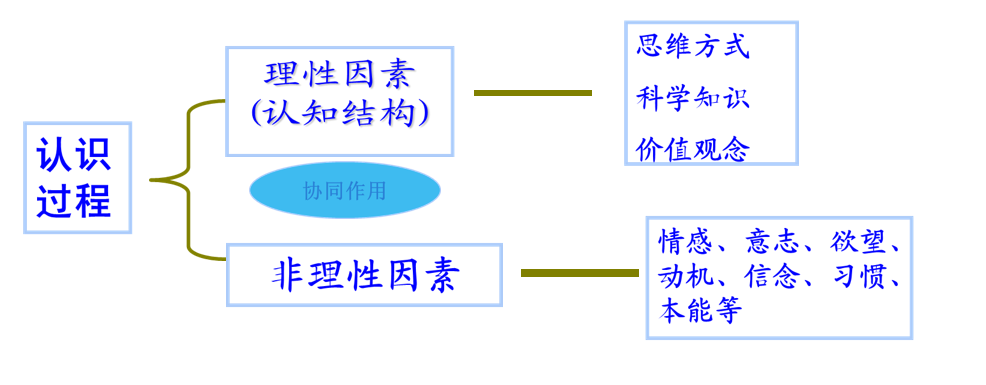 认识
过程
理性因素
(认知结构)
协同作用
非理性因素
思维方式
科学知识
价值观念
情感、意志、欲望、
动机、信念、习惯、
本能等